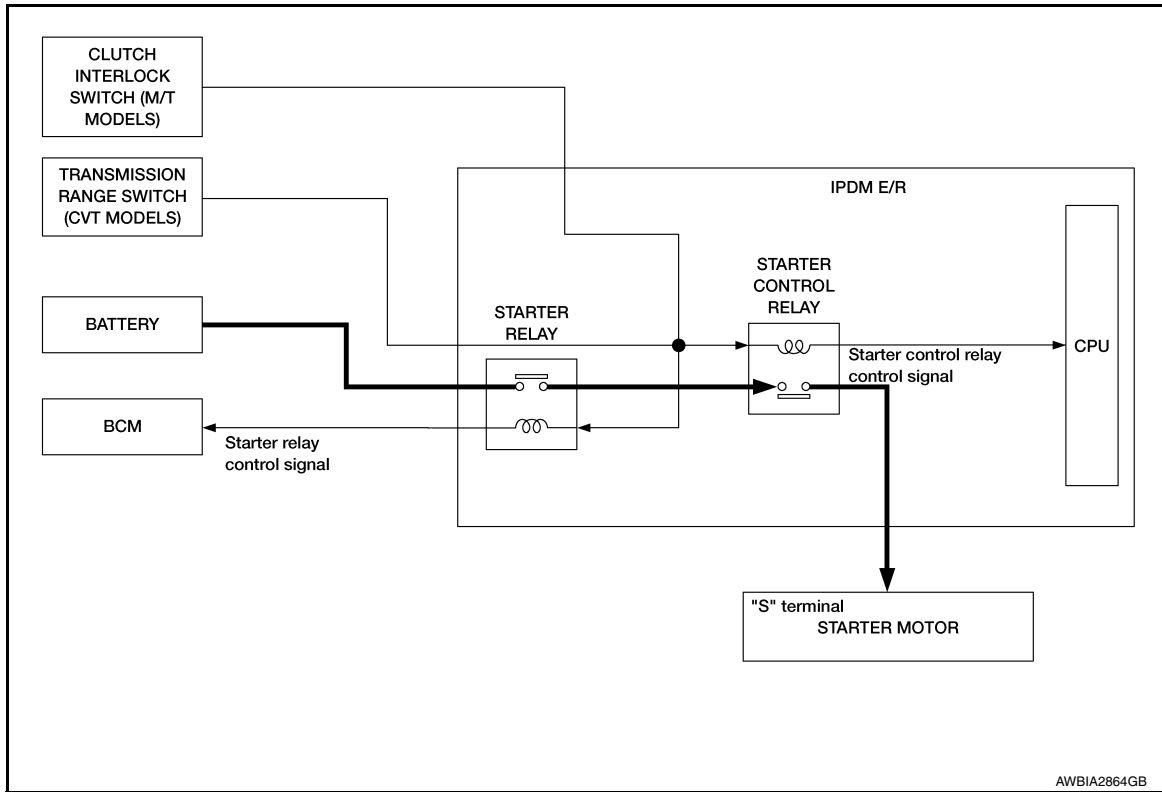 CLUTCH
INTERLOCK
SWITCH (M/T
MODELS)
TRANSMISSION
RANGE SWITCH
(CVT MODELS)
BATTERY
BCM
Starter relay
control signal
IPDM E/R
STARTER
RELAY
STARTER
CONTROL
RELAY
Starter control relay
control signal
CPU
"S" terminal
STARTER MOTOR
AWBIA2864GB